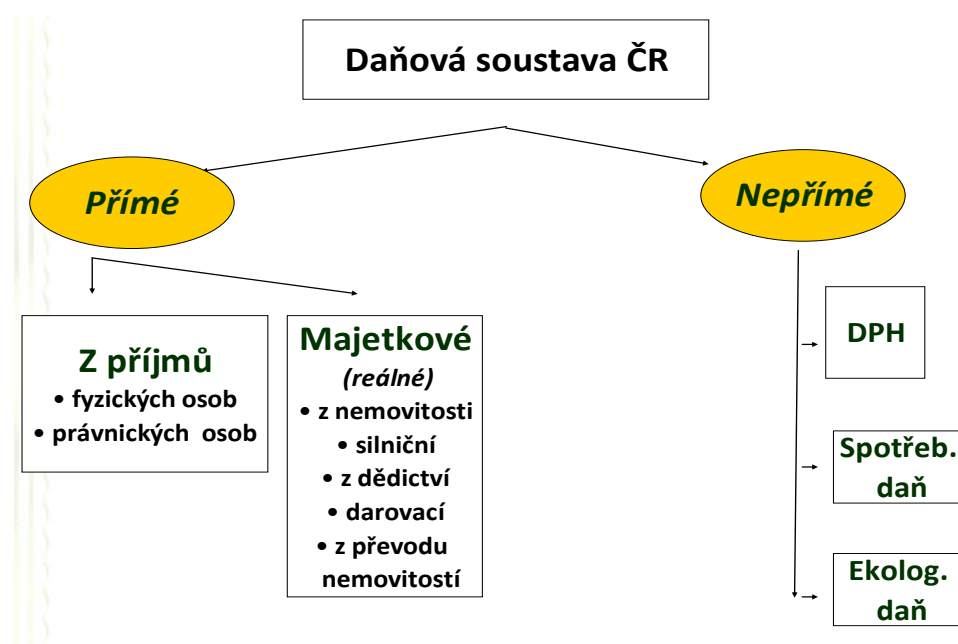 Daňová soustava ČR
Přímé
Nepřímé
Z příjmů
• fyzických osob
• právnických osob
Majetkové
(reálné)
• z nemovitosti
• silniční
• z dědictví
• darovací
• z převodu
nemovitostí
DPH
Spotřeb.
daň
Ekolog.
daň